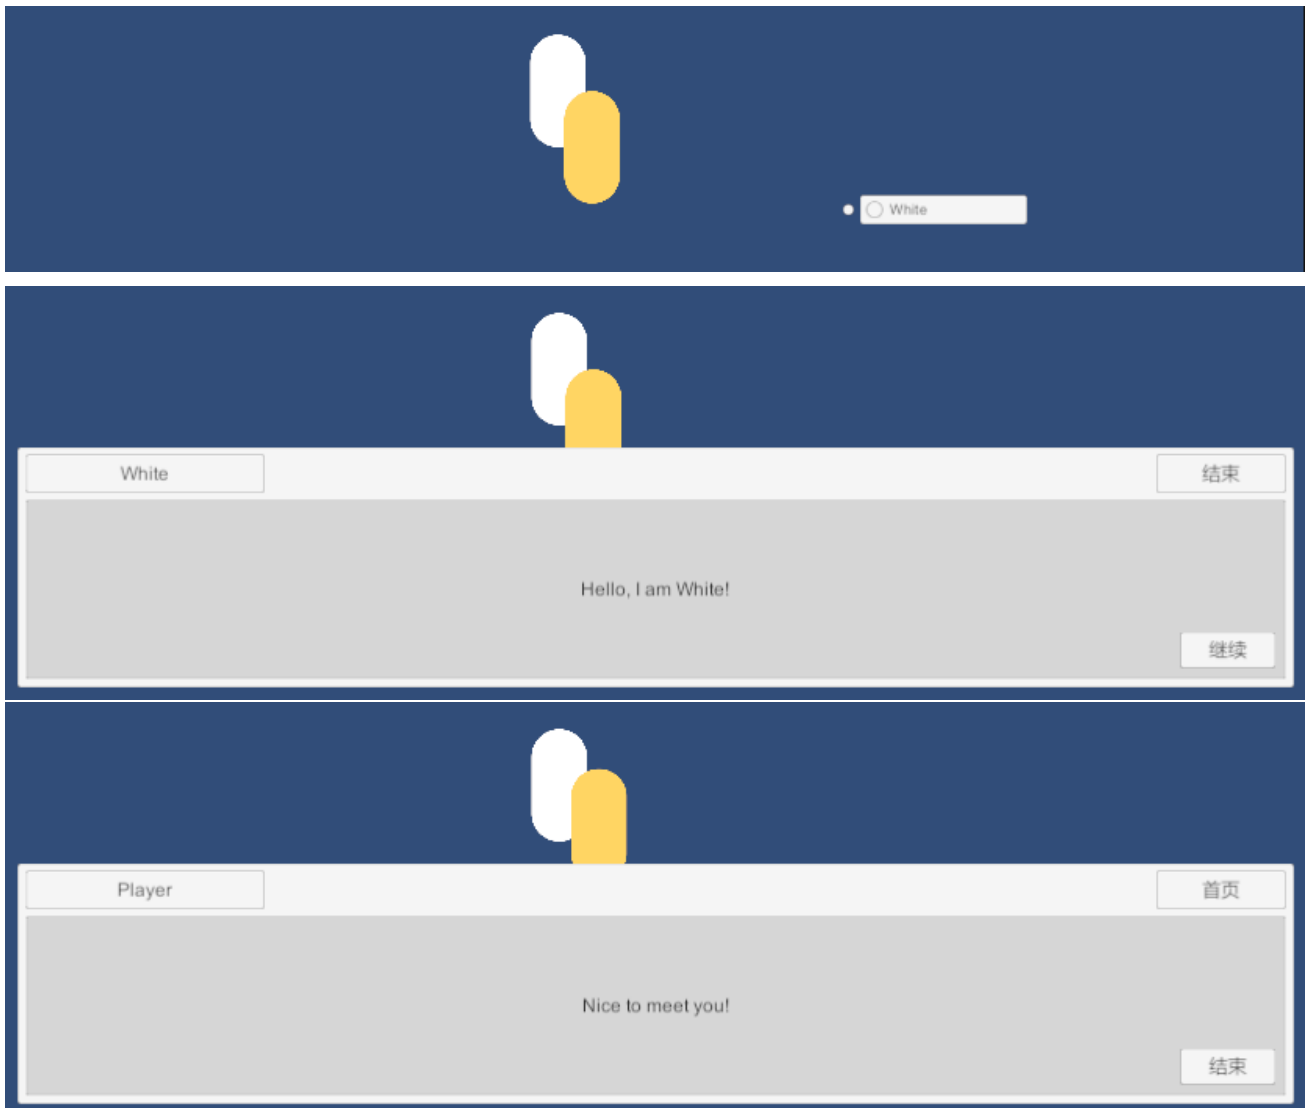 White
White
结束
Hello, I am White!
继续
Player
首页
Nice to meet you!
结束